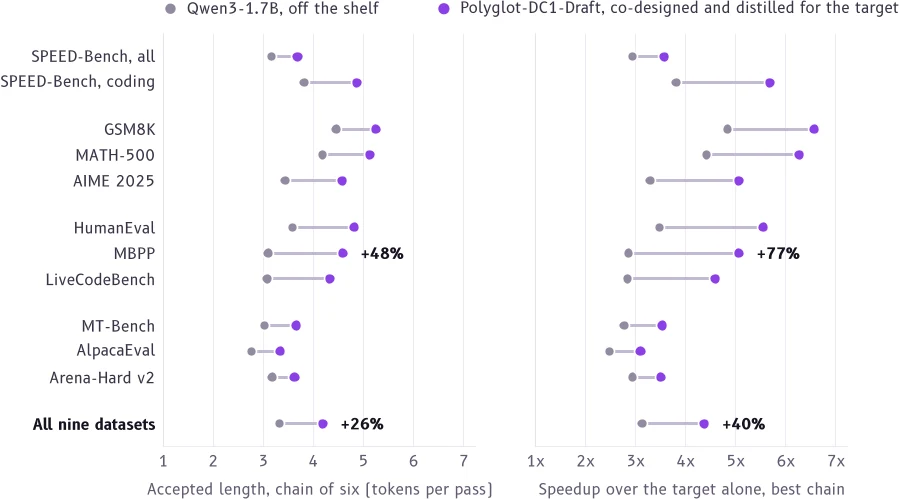 Qwen3-1.7B, off the shelf
Polyglot-DC1-Draft, co-designed and distilled for the target
SPEED-Bench, all
SPEED-Bench, coding
GSM8K
MATH-500
AIME 2025
HumanEval
MBPP
+48%
+77%
LiveCodeBench
MT-Bench
AlpacaEval
Arena-Hard v2
All nine datasets
+26%
+40%
1 2 3 4 5 6 7
1x 2x 3x 4x 5x 6x 7x
Accepted length, chain of six (tokens per pass)
Speedup over the target alone, best chain